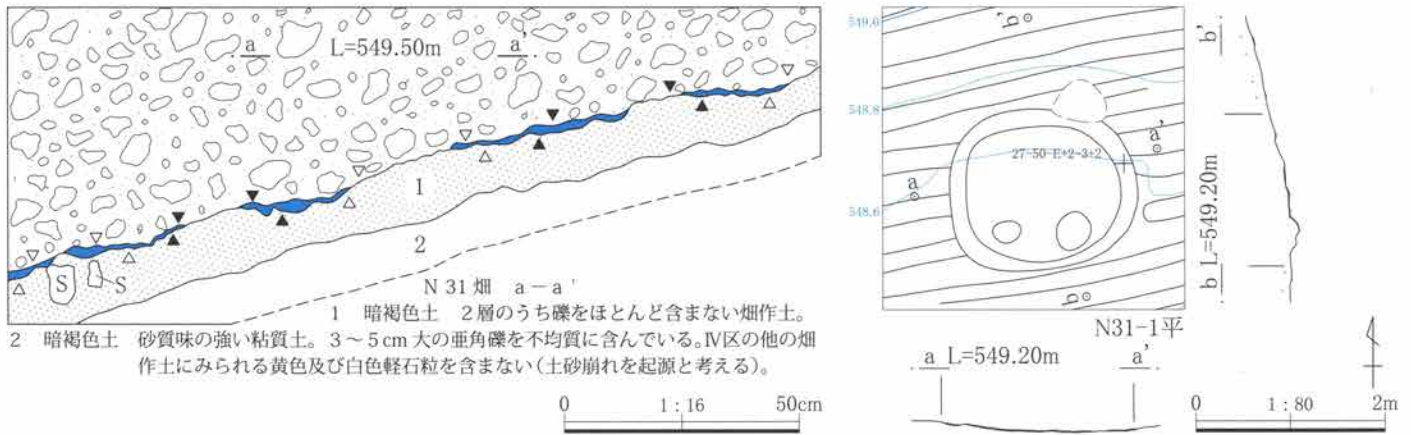 a L=549.50m a'
1
2
S S
N 31 畑 a－a'
1 暗褐色土 2層のうち礫をほとんど含まない畑作土。
2 暗褐色土 砂質味の強い粘質土。3～5cm大の亜角礫を不均質に含んでいる。Ⅳ区の他の畑
作土にみられる黄色及び白色軽石粒を含まない（土砂崩れを起源と考える）。
0 1：16 50cm
549.0
548.8
548.6
b'
a'
a
b
27-50-E+2-3+2
N31-1平
b L=549.20m b'
a L=549.20m a'
0 1：80 2m